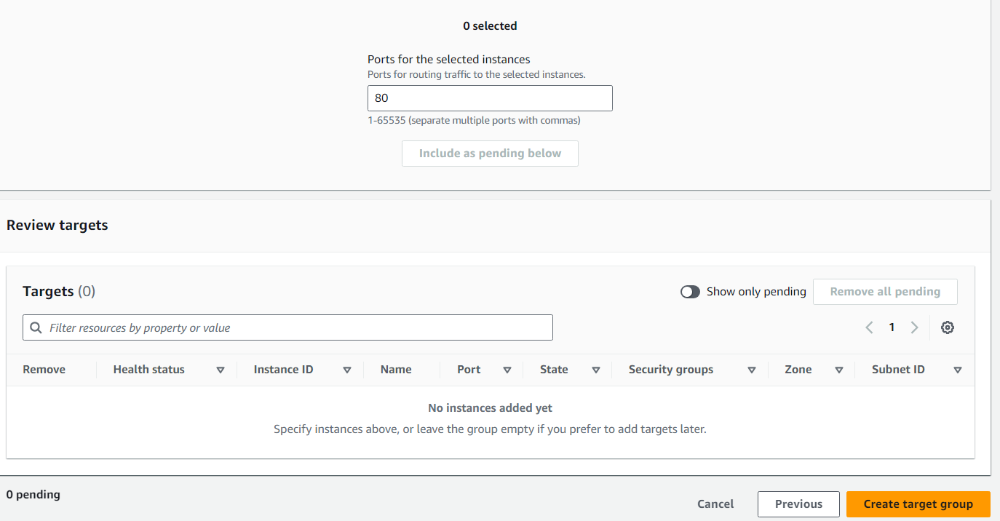 0 selected
Ports for the selected instances
Ports for routing traffic to the selected instances.
80
1-65535 (separate multiple ports with commas)
Include as pending below
Review targets
Targets (0)
Show only pending
Remove all pending
Filter resources by property or value
1
Remove
Health status
Instance ID
Name
Port
State
Security groups
Zone
Subnet ID
No instances added yet
Specify instances above, or leave the group empty if you prefer to add targets later.
0 pending
Cancel
Previous
Create target group